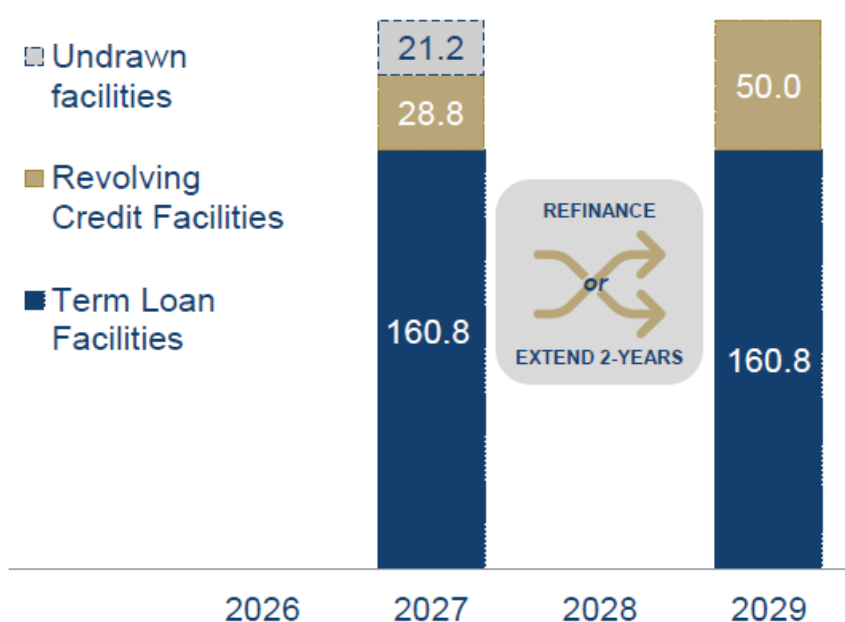 Undrawn
facilities
Revolving
Credit Facilities
Term Loan
Facilities
21.2
28.8
160.8
REFINANCE
or
EXTEND 2-YEARS
50.0
160.8
2026
2027
2028
2029